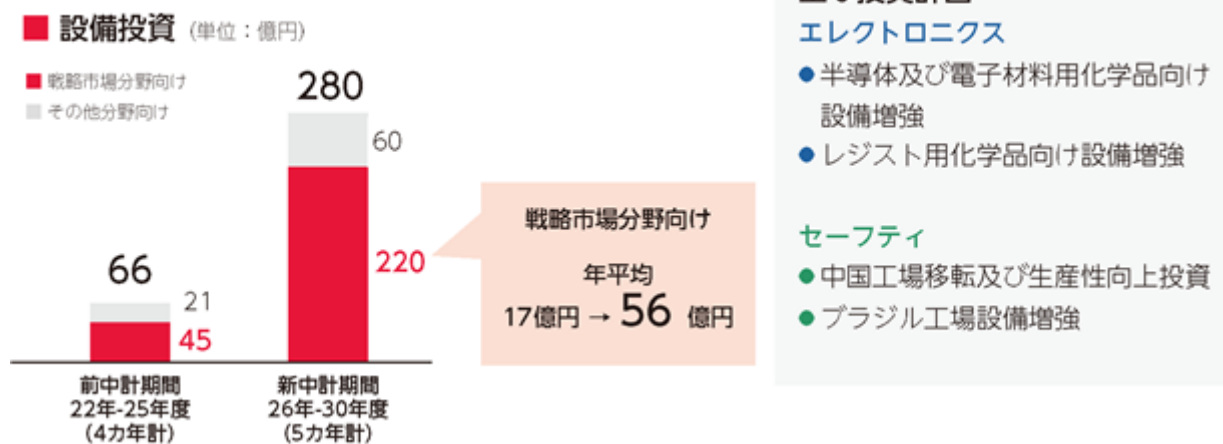 設備投資 (単位：億円)
戦略市場分野向け
その他分野向け
280
60
220
66
21
45
前中計期間
22年-25年度
(4カ年計)
新中計期間
26年-30年度
(5カ年計)
戦略市場分野向け
年平均
17億円 → 56 億円
エレクトロニクス
●半導体及び電子材料用化学品向け
設備増強
●レジスト用化学品向け設備増強
セーフティ
●中国工場移転及び生産性向上投資
●ブラジル工場設備増強